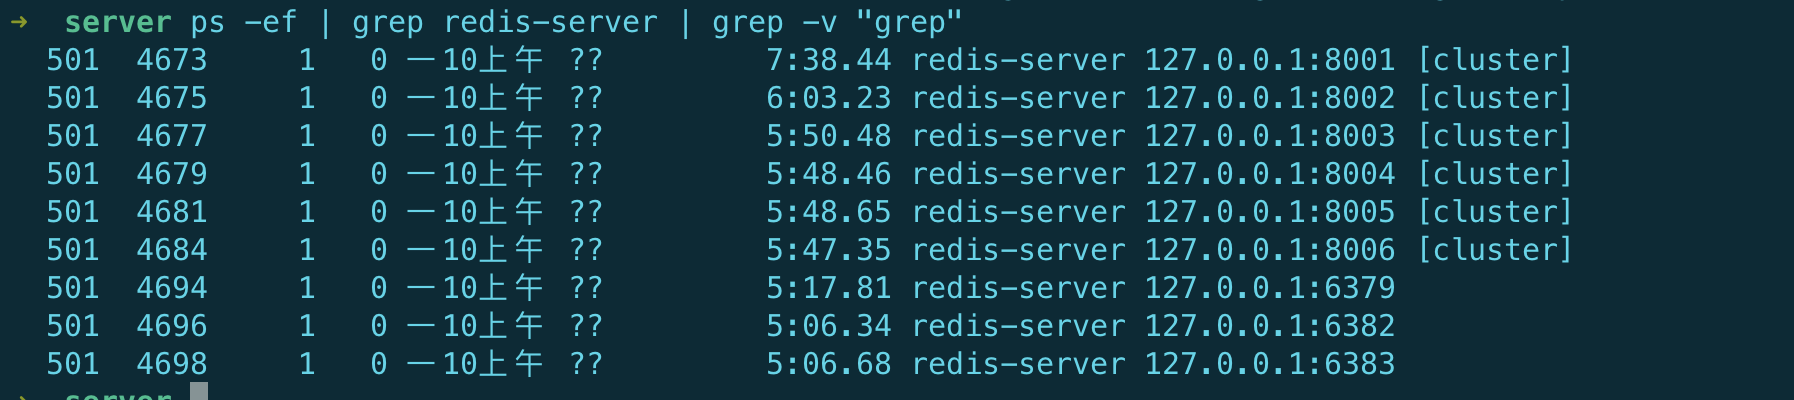 ➜  server ps -ef | grep redis-server | grep -v "grep"
  501  4673     1   0 一10上午 ??         7:38.44 redis-server 127.0.0.1:8001 [cluster]
  501  4675     1   0 一10上午 ??         6:03.23 redis-server 127.0.0.1:8002 [cluster]
  501  4677     1   0 一10上午 ??         5:50.48 redis-server 127.0.0.1:8003 [cluster]
  501  4679     1   0 一10上午 ??         5:48.46 redis-server 127.0.0.1:8004 [cluster]
  501  4681     1   0 一10上午 ??         5:48.65 redis-server 127.0.0.1:8005 [cluster]
  501  4684     1   0 一10上午 ??         5:47.35 redis-server 127.0.0.1:8006 [cluster]
  501  4694     1   0 一10上午 ??         5:17.81 redis-server 127.0.0.1:6379
  501  4696     1   0 一10上午 ??         5:06.34 redis-server 127.0.0.1:6382
  501  4698     1   0 一10上午 ??         5:06.68 redis-server 127.0.0.1:6383
➜  server